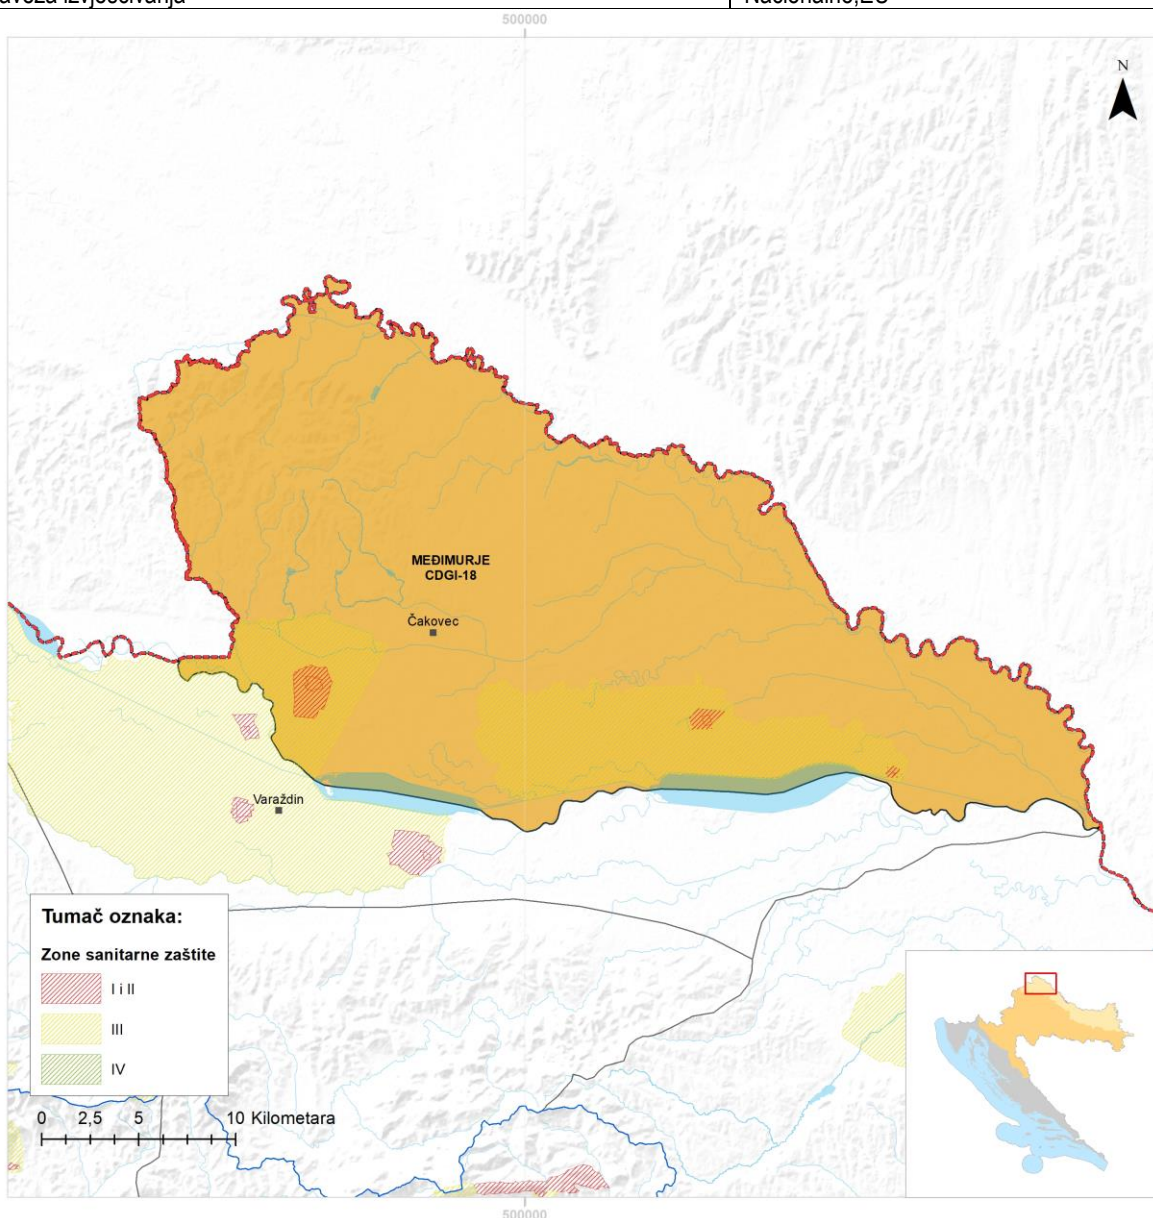 500000
N
MEĐIMURJE
CDGI-18
Čakovec
Varaždin
Tumač oznaka:
Zone sanitarne zaštite
I i II
III
IV
0 2,5 5 10 Kilometara
500000